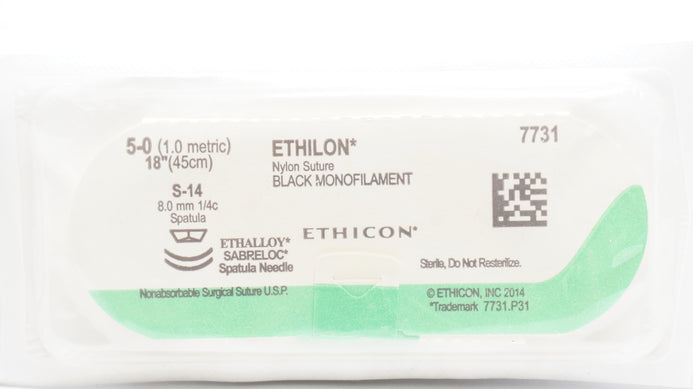 5-0 (1.0 metric)
18"(45cm)
S-14
8.0 mm 1/4c
Spatula
ETHALLOY*
SABRELOC*
Spatula Needle
Nonabsorbable Surgical Suture U.S.P.
ETHILON*
Nylon Suture
BLACK MONOFILAMENT
ETHICON*
7731
Sterile, Do Not Resterilize.
© ETHICON, INC 2014
*Trademark 7731.P31